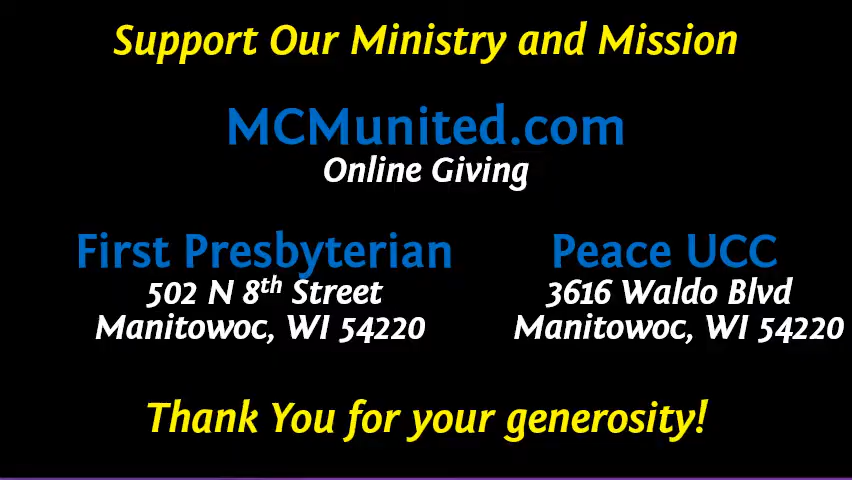 Support Our Ministry and Mission
MCMunited.com
Online Giving
First Presbyterian
502 N 8th Street
Manitowoc, WI 54220
Peace UCC
3616 Waldo Blvd
Manitowoc, WI 54220
Thank You for your generosity!